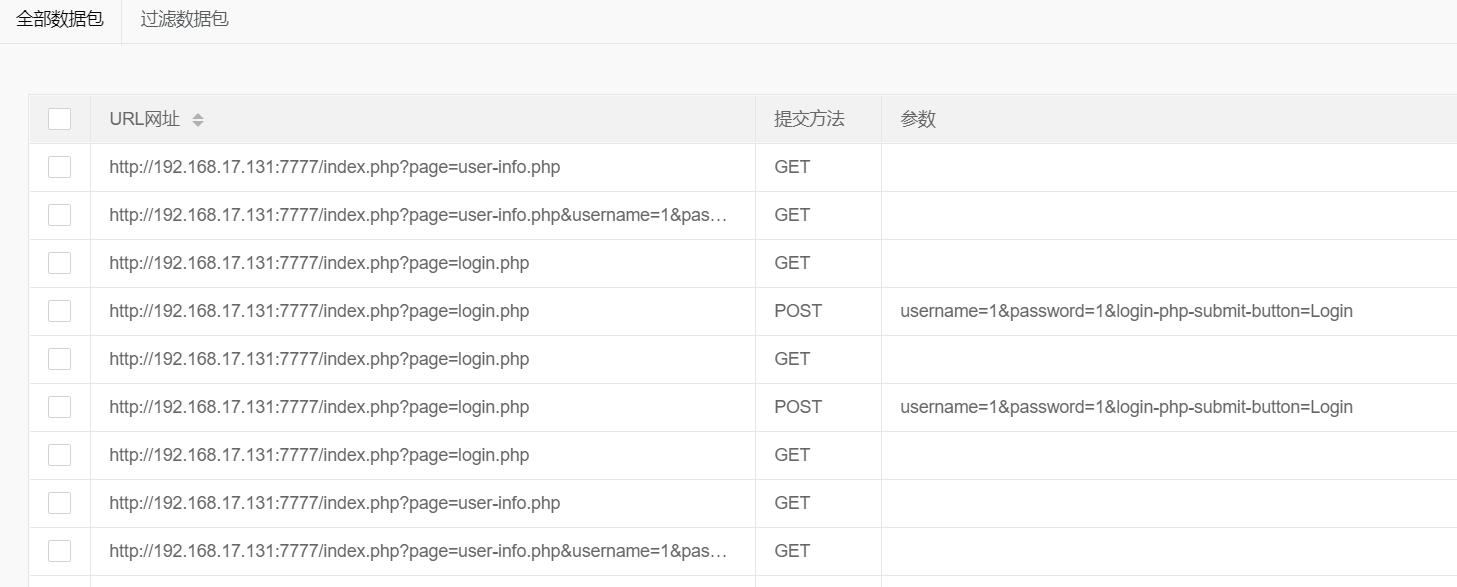 全部数据包 过滤数据包
URL网址 提交方法 参数
http://192.168.17.131:7777/index.php?page=user-info.php GET
http://192.168.17.131:7777/index.php?page=user-info.php&username=1&pas… GET
http://192.168.17.131:7777/index.php?page=login.php GET
http://192.168.17.131:7777/index.php?page=login.php POST username=1&password=1&login-php-submit-button=Login
http://192.168.17.131:7777/index.php?page=login.php GET
http://192.168.17.131:7777/index.php?page=login.php POST username=1&password=1&login-php-submit-button=Login
http://192.168.17.131:7777/index.php?page=login.php GET
http://192.168.17.131:7777/index.php?page=user-info.php GET
http://192.168.17.131:7777/index.php?page=user-info.php&username=1&pas… GET